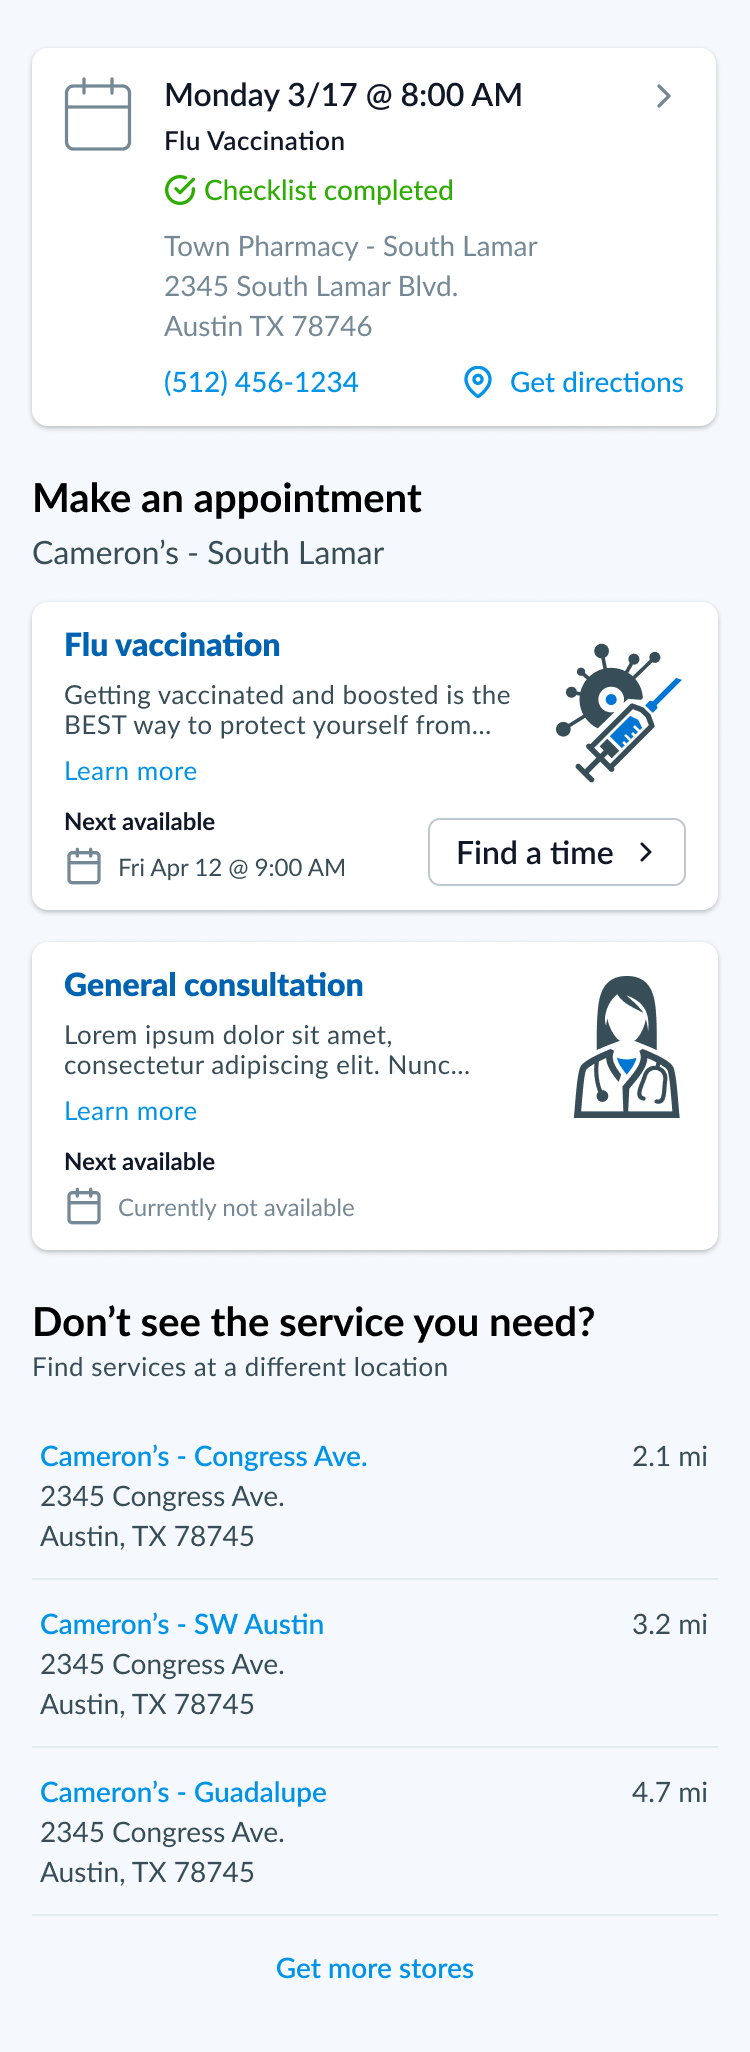 Monday 3/17 @ 8:00 AM
Flu Vaccination
Checklist completed
Town Pharmacy - South Lamar
2345 South Lamar Blvd.
Austin TX 78746
(512) 456-1234
Get directions
Make an appointment
Cameron’s - South Lamar
Flu vaccination
Getting vaccinated and boosted is the
BEST way to protect yourself from...
Learn more
Next available
Fri Apr 12 @ 9:00 AM
Find a time
General consultation
Lorem ipsum dolor sit amet,
consectetur adipiscing elit. Nunc...
Learn more
Next available
Currently not available
Don’t see the service you need?
Find services at a different location
Cameron’s - Congress Ave.
2.1 mi
2345 Congress Ave.
Austin, TX 78745
Cameron’s - SW Austin
3.2 mi
2345 Congress Ave.
Austin, TX 78745
Cameron’s - Guadalupe
4.7 mi
2345 Congress Ave.
Austin, TX 78745
Get more stores